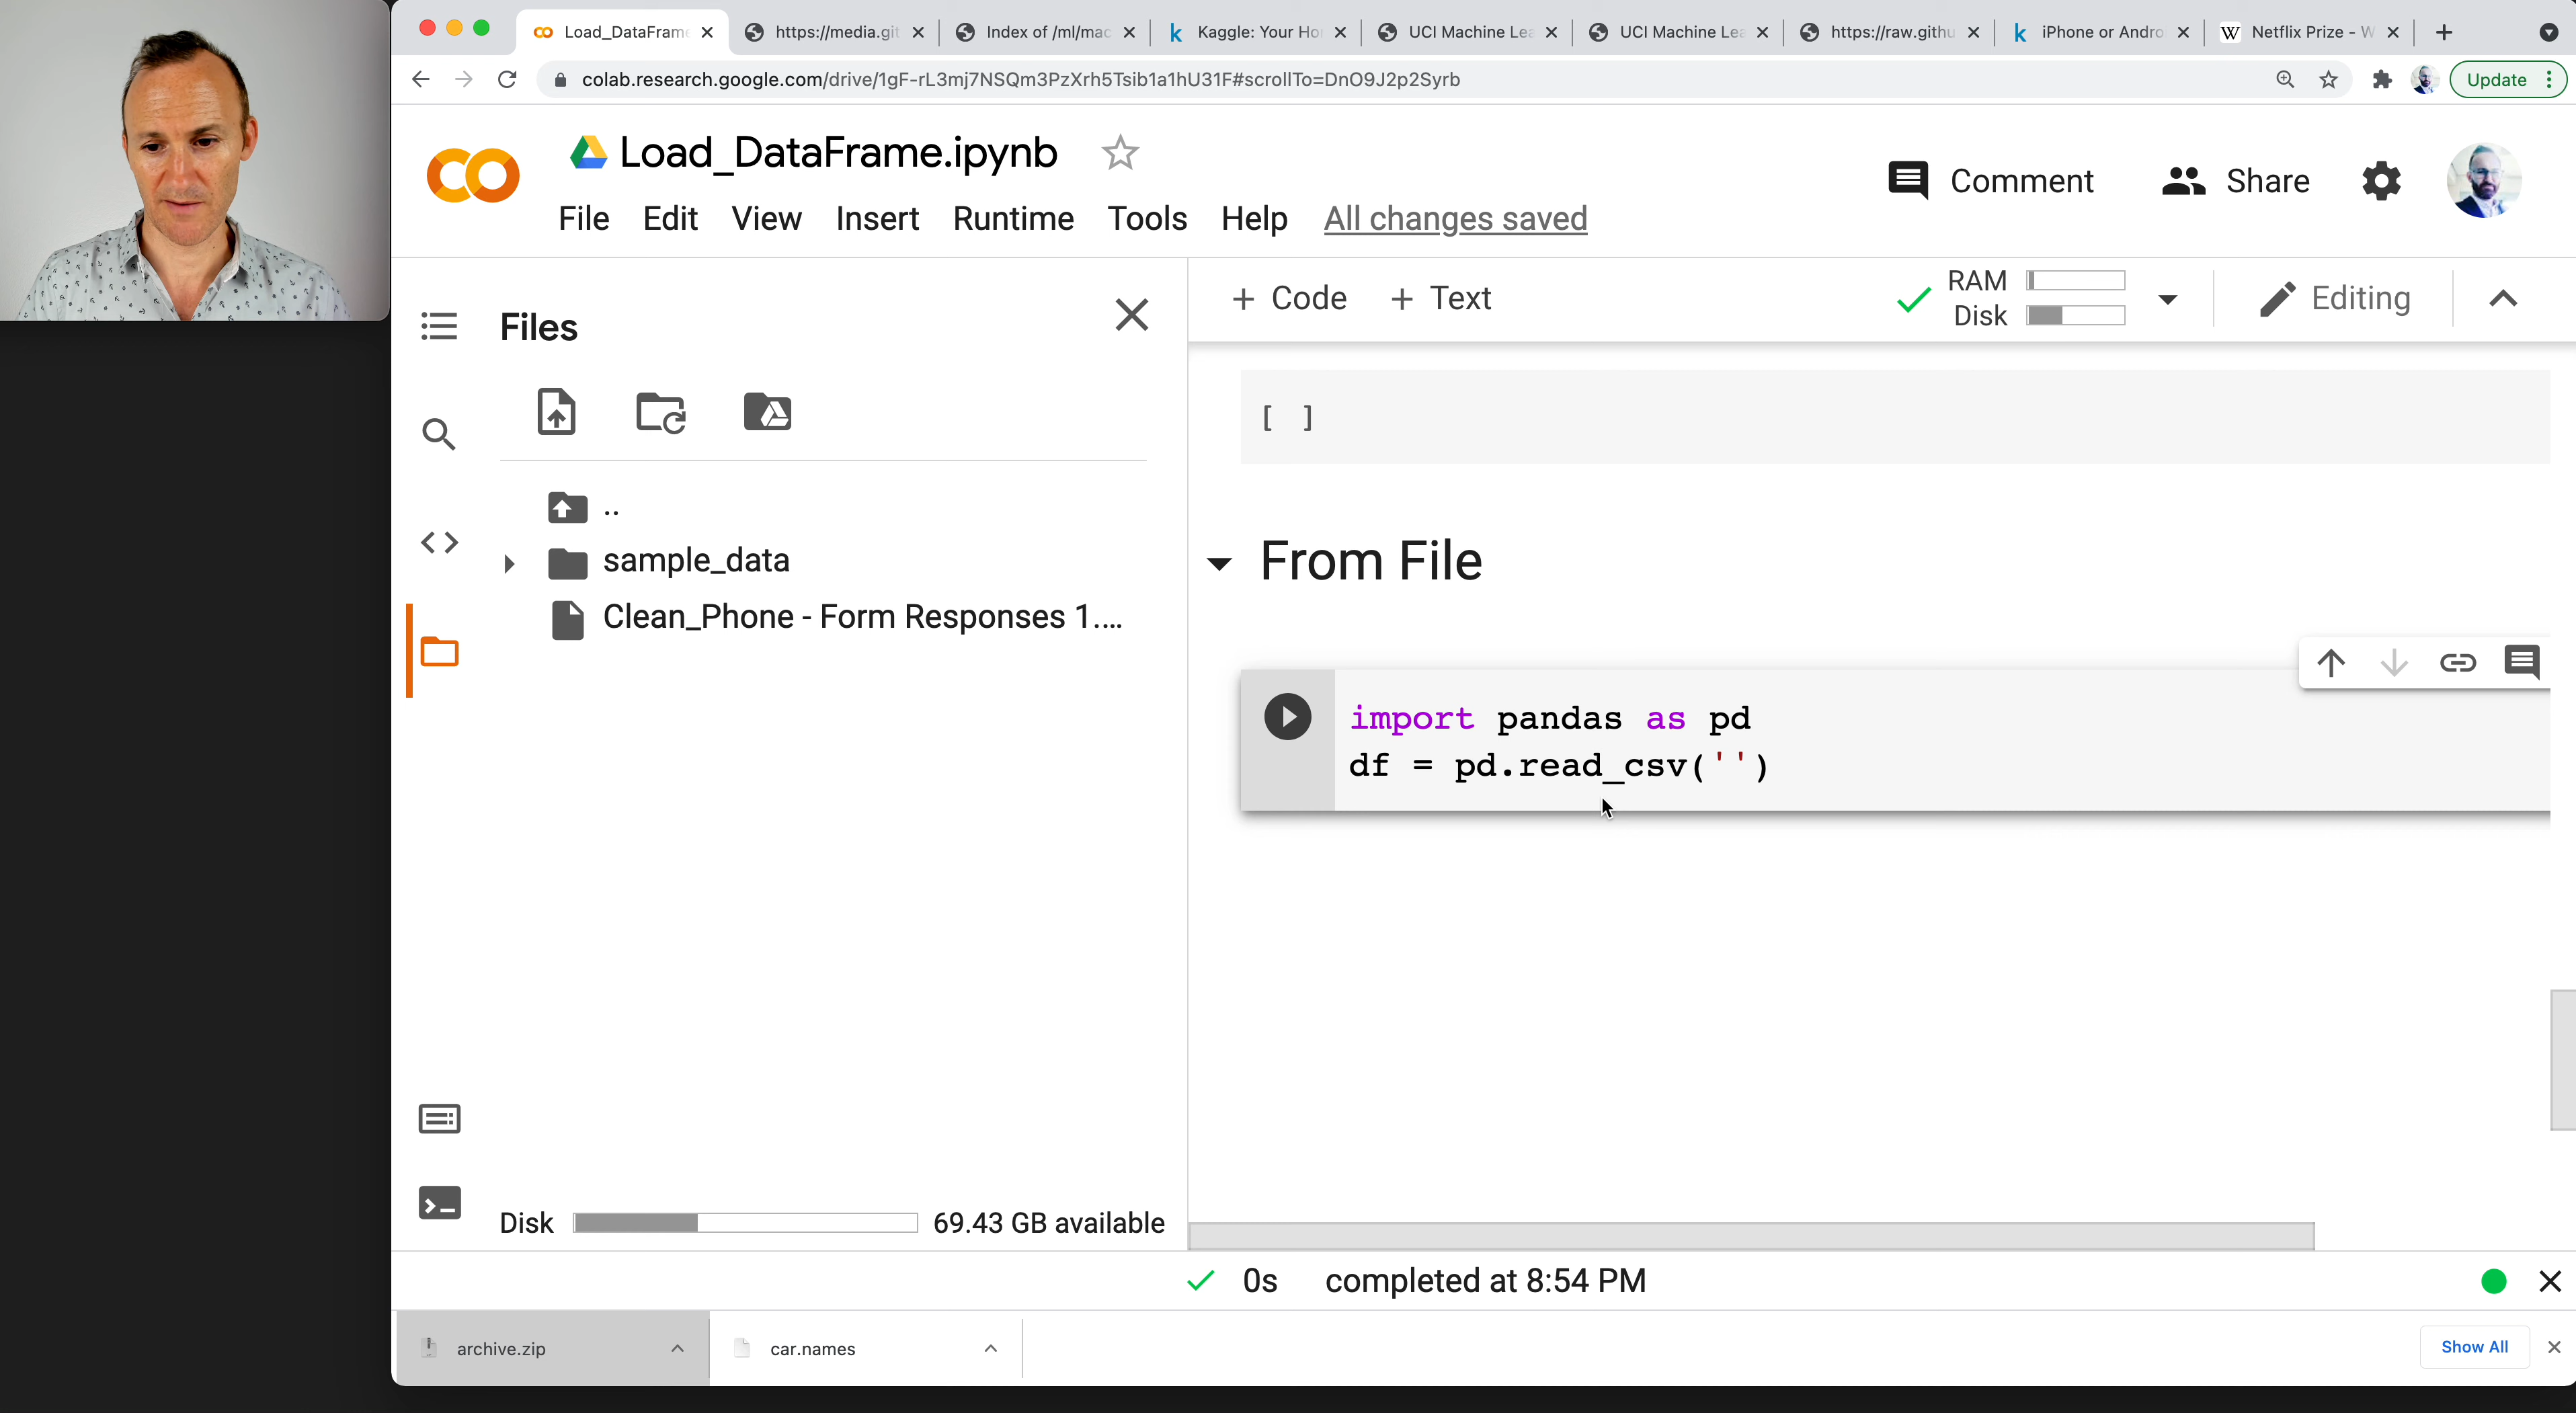 Load_DataFrame
https://media.git
Index of /ml/mac
Kaggle: Your Ho
UCI Machine Lea
UCI Machine Lea
https://raw.githu
iPhone or Andro
Netflix Prize - W
colab.research.google.com/drive/1gF-rL3mj7NSQm3PzXrh5Tsib1a1hU31F#scrollTo=DnO9J2p2Syrb
Update
Load_DataFrame.ipynb
Comment
Share
File Edit View Insert Runtime Tools Help All changes saved
+ Code + Text
RAM
Disk
Editing
Files
..
sample_data
Clean_Phone - Form Responses 1....
Disk 69.43 GB available
[ ]
From File
import pandas as pd
df = pd.read_csv('')
0s completed at 8:54 PM
archive.zip
car.names
Show All